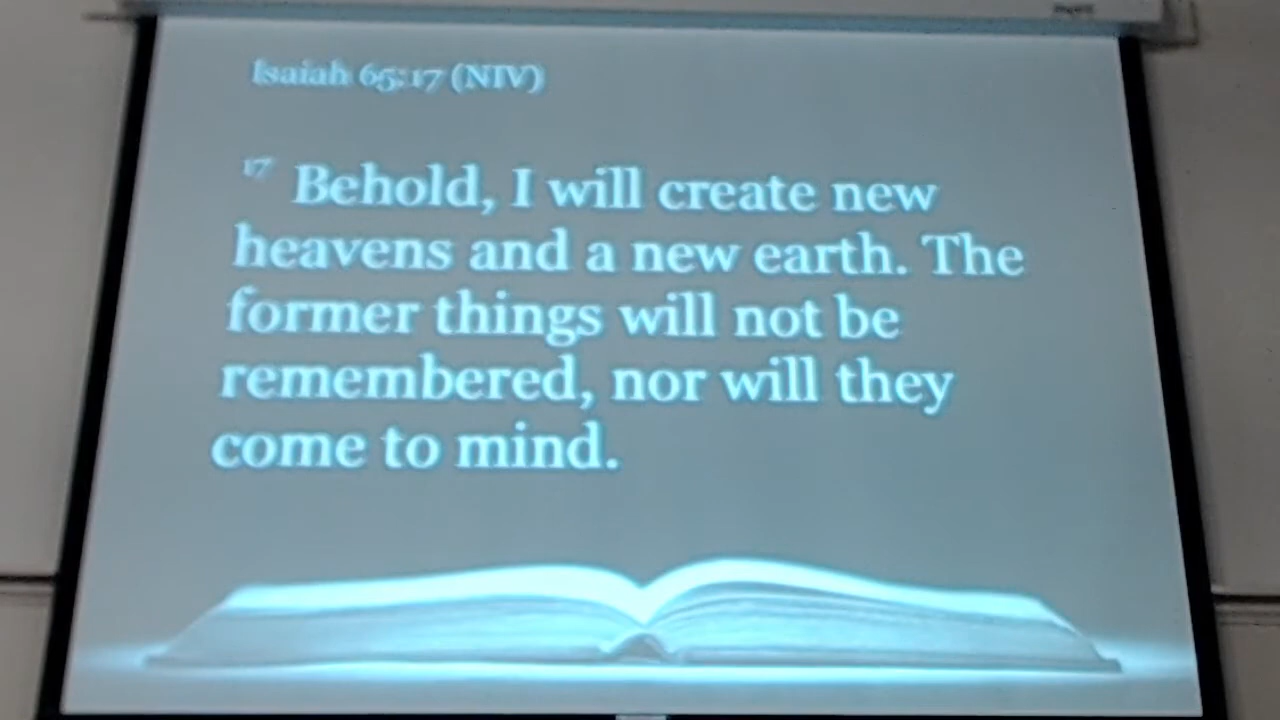 Isaiah 65:17 (NIV)
17 Behold, I will create new
heavens and a new earth. The
former things will not be
remembered, nor will they
come to mind.